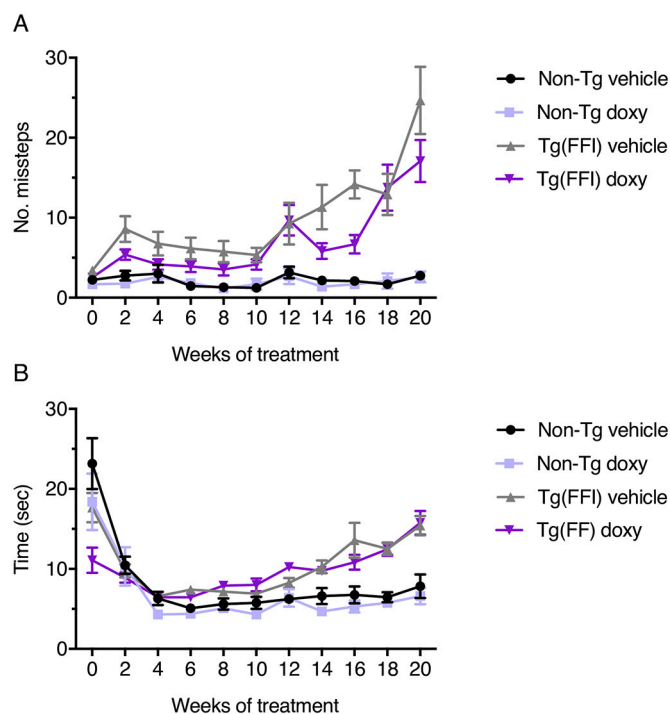 A
30
20
10
0
No. missteps
0 2 4 6 8 10 12 14 16 18 20
Weeks of treatment
Non-Tg vehicle
Non-Tg doxy
Tg(FFI) vehicle
Tg(FFI) doxy
B
30
20
10
0
Time (sec)
0 2 4 6 8 10 12 14 16 18 20
Weeks of treatment
Non-Tg vehicle
Non-Tg doxy
Tg(FFI) vehicle
Tg(FF) doxy